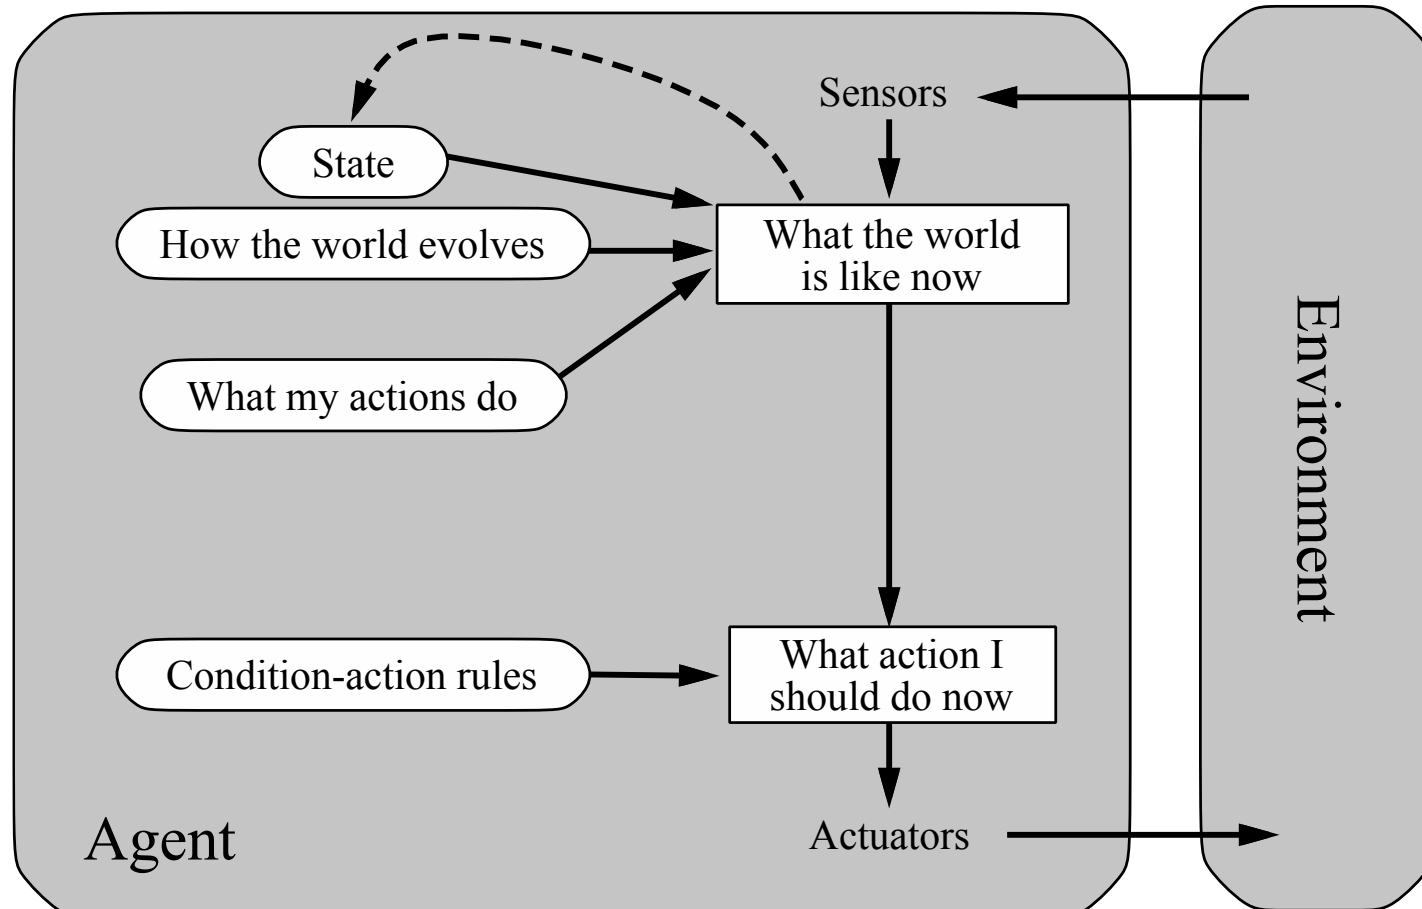 Sensors
State
How the world evolves
What the world
is like now
What my actions do
Environment
Condition-action rules
What action I
should do now
Agent
Actuators